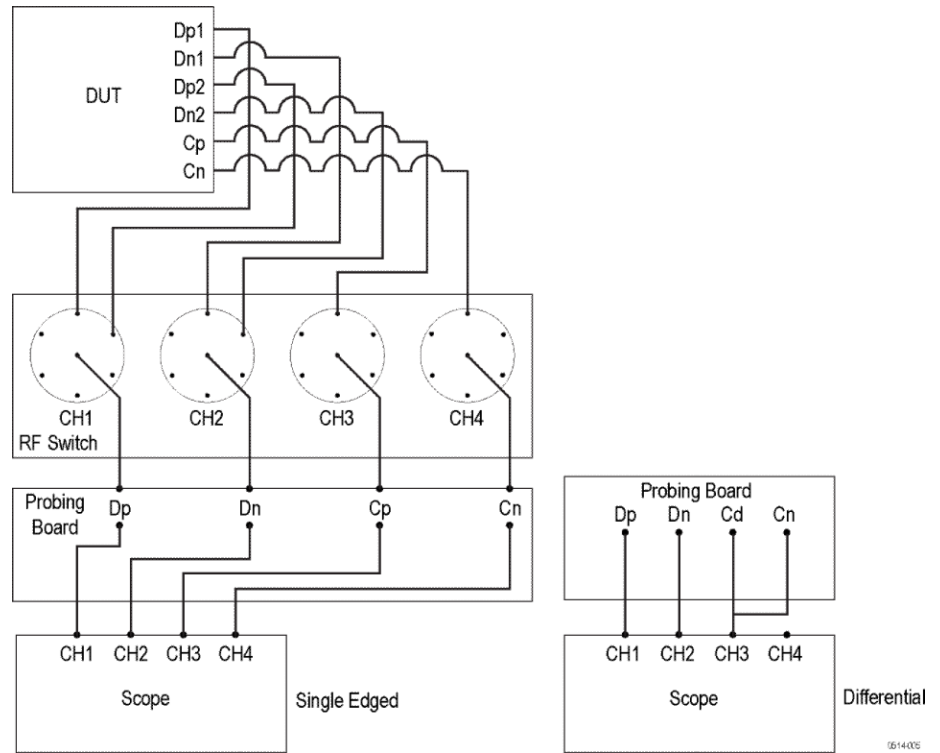 Dp1
Dn1
DUT
Dp2
Dn2
Cp
Cn
CH1 CH2 CH3 CH4
RF Switch
Probing Board
Dp Dn Cp Cn
CH1 CH2 CH3 CH4
Scope
Single Edged
Probing Board
Dp Dn Cd Cn
CH1 CH2 CH3 CH4
Scope
Differential
0514-005